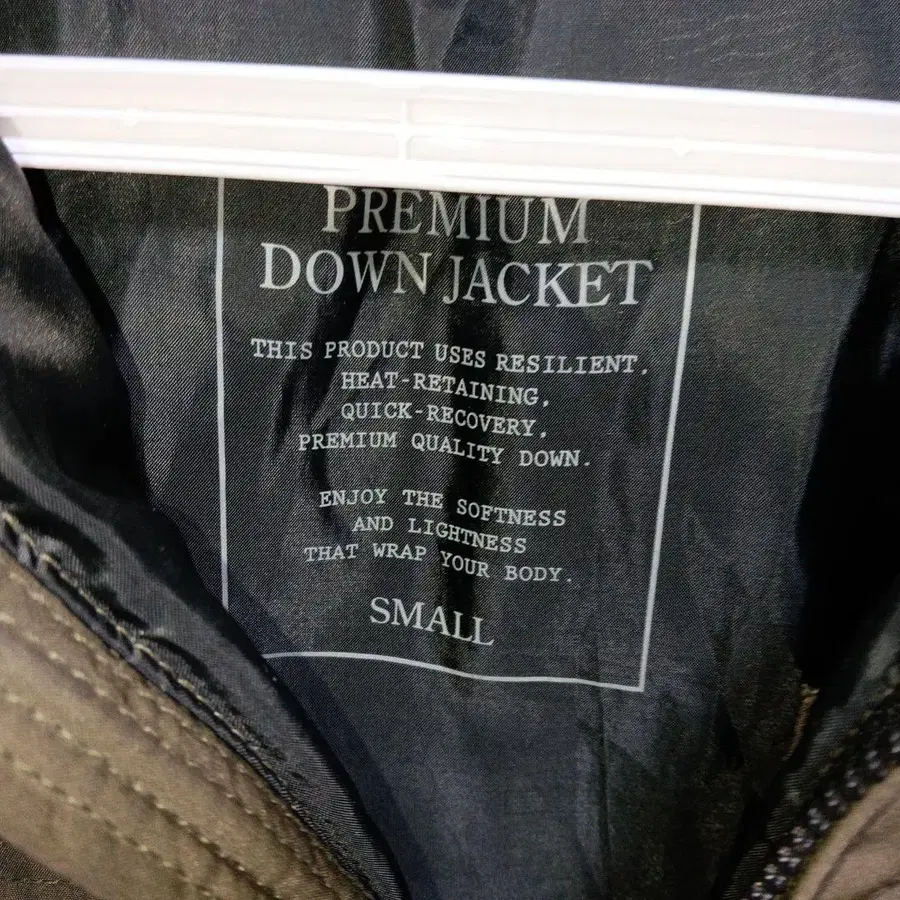 PREMIUM
DOWN JACKET
THIS PRODUCT USES RESILIENT,
HEAT-RETAINING,
QUICK-RECOVERY,
PREMIUM QUALITY DOWN.
ENJOY THE SOFTNESS
AND LIGHTNESS
THAT WRAP YOUR BODY.
SMALL